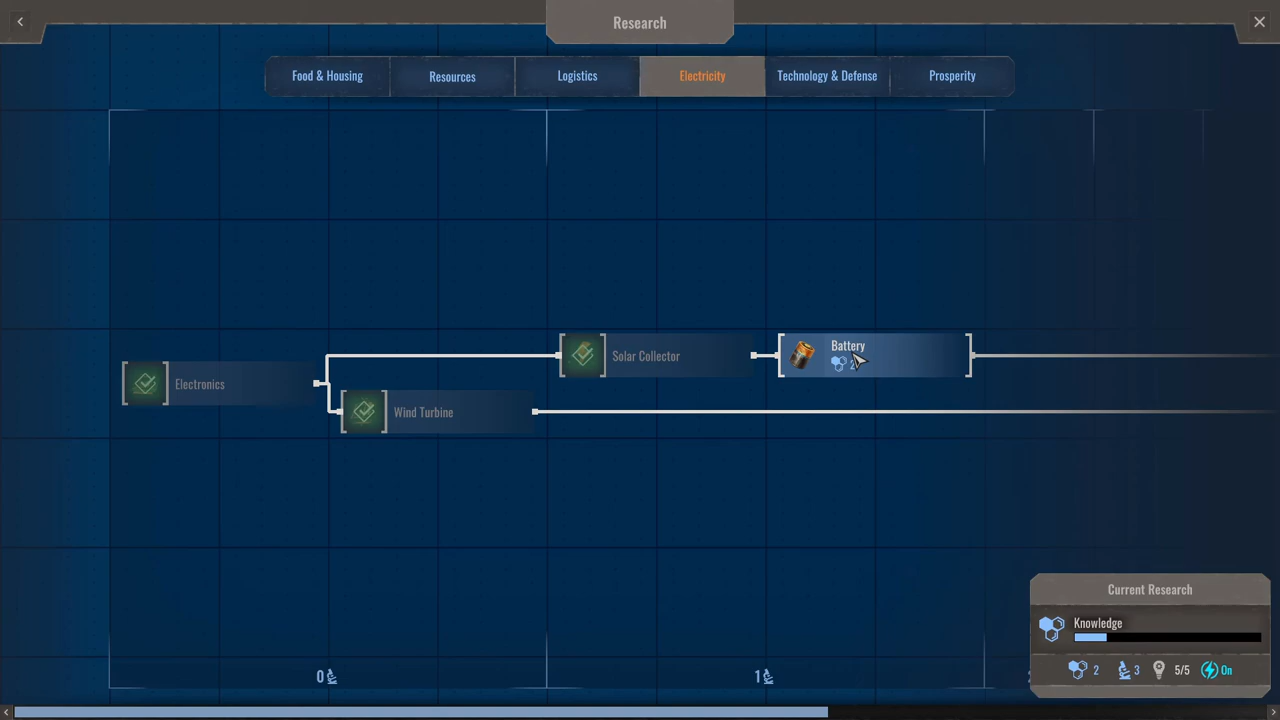 Research
Food & Housing
Resources
Logistics
Electricity
Technology & Defense
Prosperity
Battery
Solar Collector
Electronics
Wind Turbine
Current Research
Knowledge
2
3
5/5
On
0
1